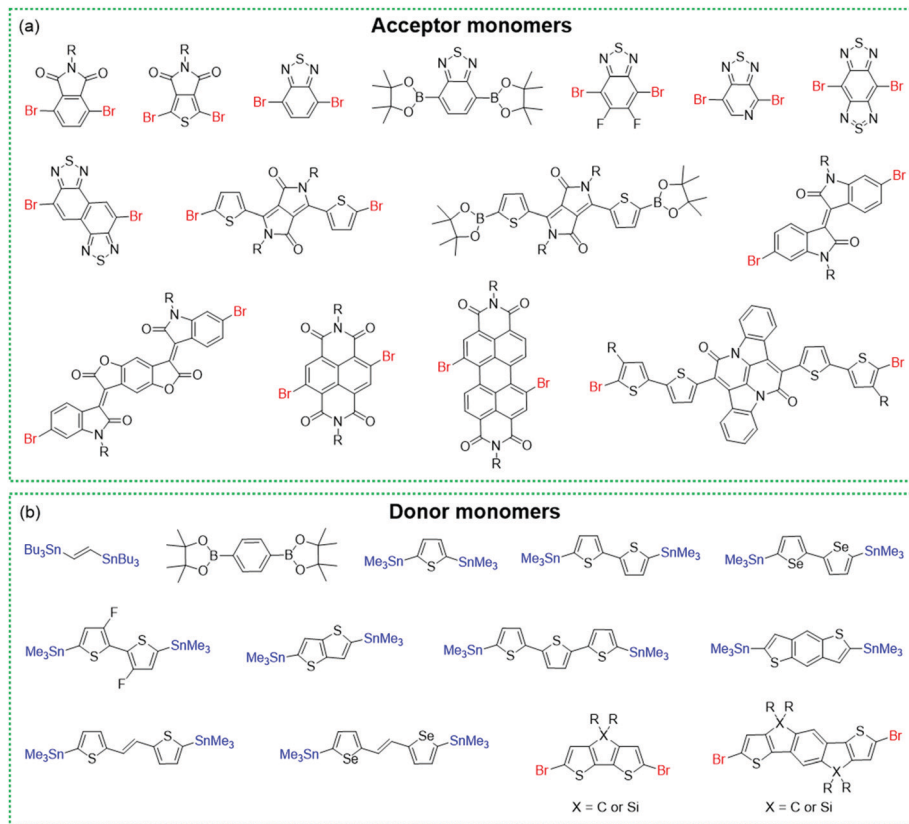 (a) Acceptor monomers
R R S S S S
O N O O N O N N O B B O N N N N N N
Br Br Br S Br Br Br O O Br Br Br Br Br Br
F F N N S N
S
N N
Br Br
N N
S
R
O N
Br S S Br
N O
R
R
O N O
O B S S B O
O N O
R
R
N Br
O
O
Br N
R
R
N Br
O
O O
O O
O
Br N
R
R
O N O
Br
Br
O N O
R
R
O N O
Br
Br
O N O
R
R O N S S Br
Br S S N O R
(b) Donor monomers
Bu3Sn SnBu3
O B B O
O O
Me3Sn S SnMe3
Me3Sn S S SnMe3
Me3Sn Se Se SnMe3
F
Me3Sn S S SnMe3
F
Me3Sn S S SnMe3
Me3Sn S S S SnMe3
Me3Sn S S SnMe3
Me3Sn S S SnMe3
Me3Sn Se Se SnMe3
R R
X
Br S S Br
X = C or Si
R R
X S Br
Br S X
R R
X = C or Si